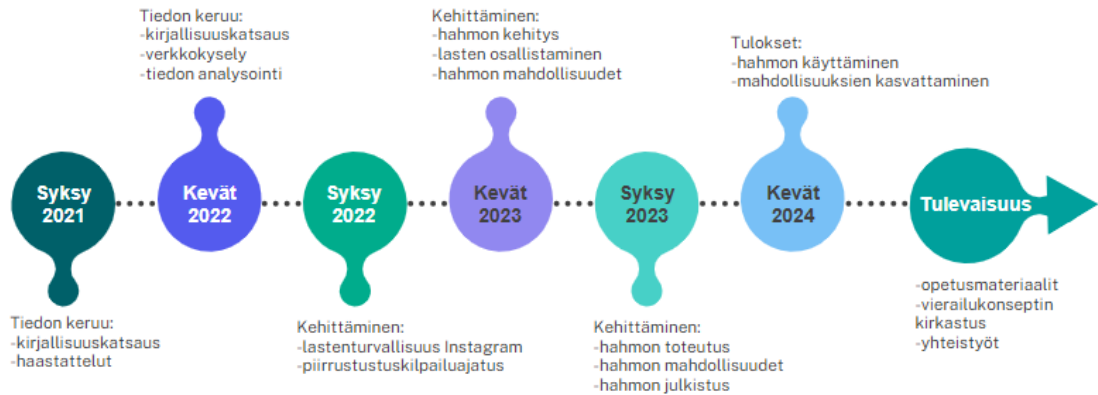 Tiedon keruu:
-kirjallisuuskatsaus
-verkkokysely
-tiedon analysointi
Kehittäminen:
-hahmon kehitys
-lasten osallistaminen
-hahmon mahdollisuudet
Tulokset:
-hahmon käyttäminen
-mahdollisuuksien kasvattaminen
Syksy
2021
Kevät
2022
Syksy
2022
Kevät
2023
Syksy
2023
Kevät
2024
Tulevaisuus
Tiedon keruu:
-kirjallisuuskatsaus
-haastattelut
Kehittäminen:
-lastenturvallisuus Instagram
-piirrustustuskilpailuajatus
Kehittäminen:
-hahmon toteutus
-hahmon mahdollisuudet
-hahmon julkistus
-opetusmateriaalit
-vierailukonseptin
kirkastus
-yhteistyöt